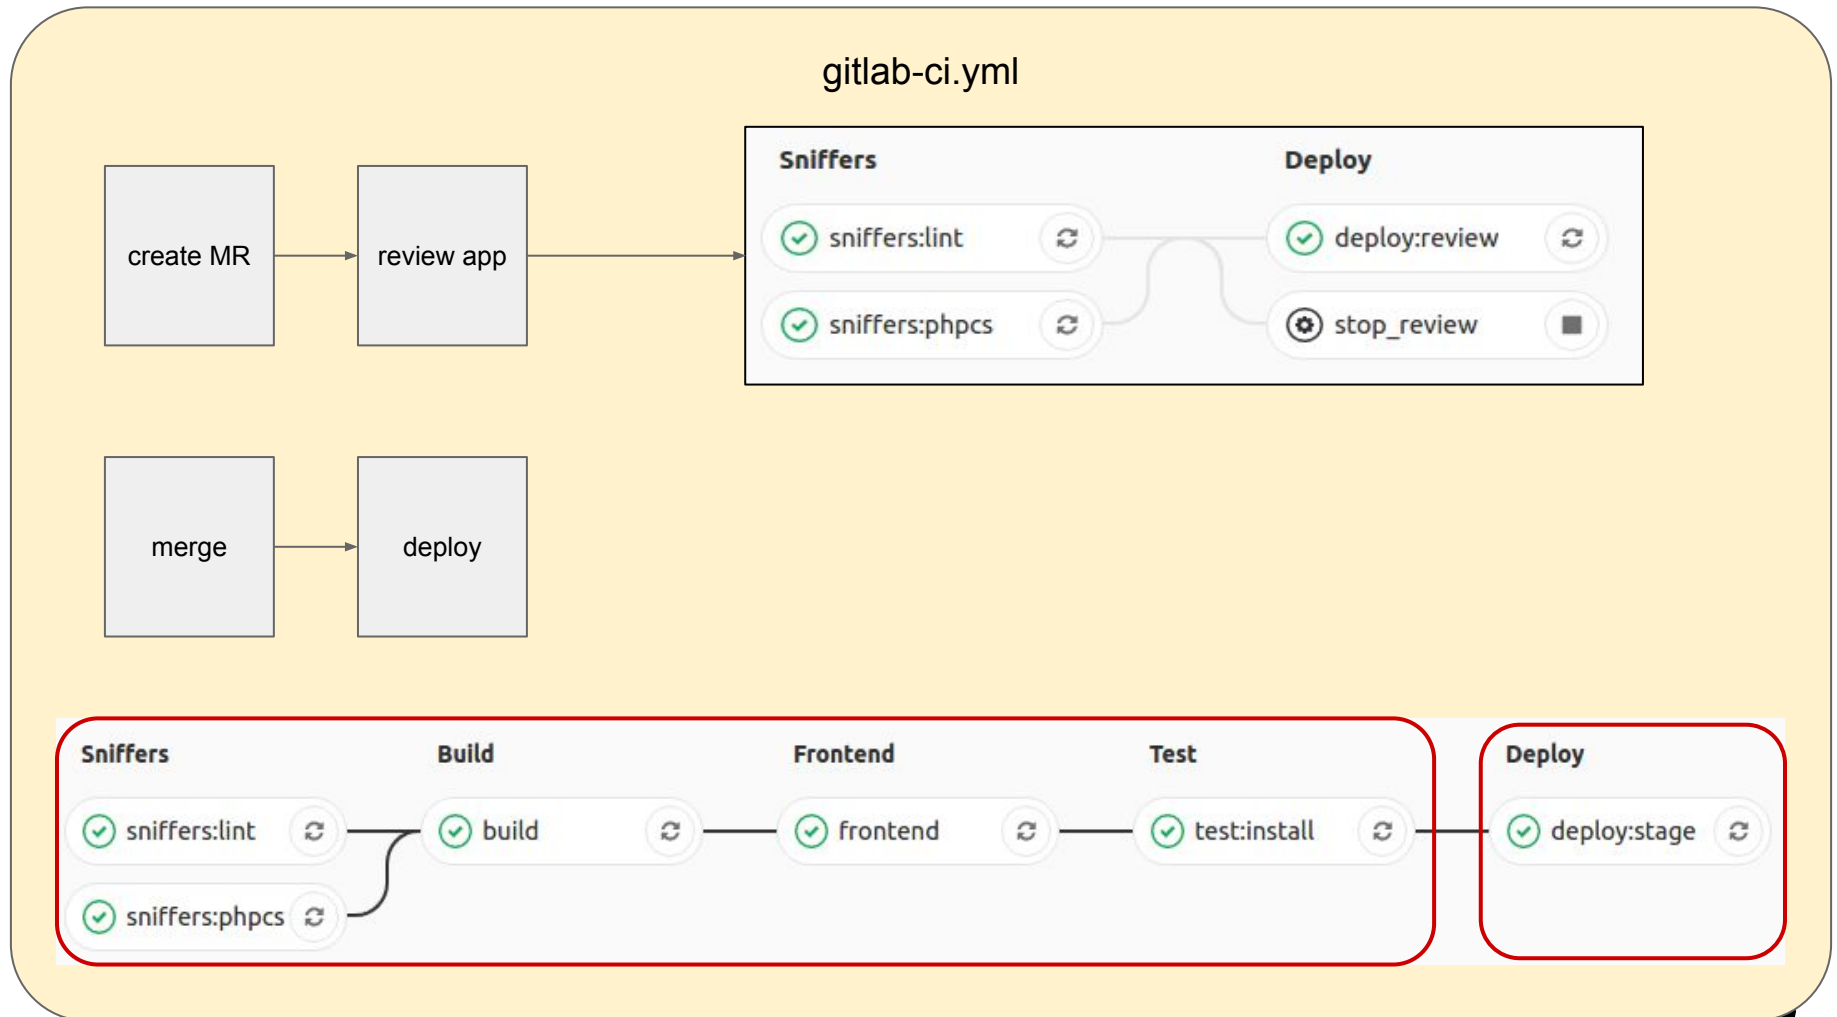 gitlab-ci.yml
create MR
review app
Sniffers
Deploy
sniffers:lint
deploy:review
sniffers:phpcs
stop_review
merge
deploy
Sniffers
Build
Frontend
Test
Deploy
sniffers:lint
build
frontend
test:install
deploy:stage
sniffers:phpcs